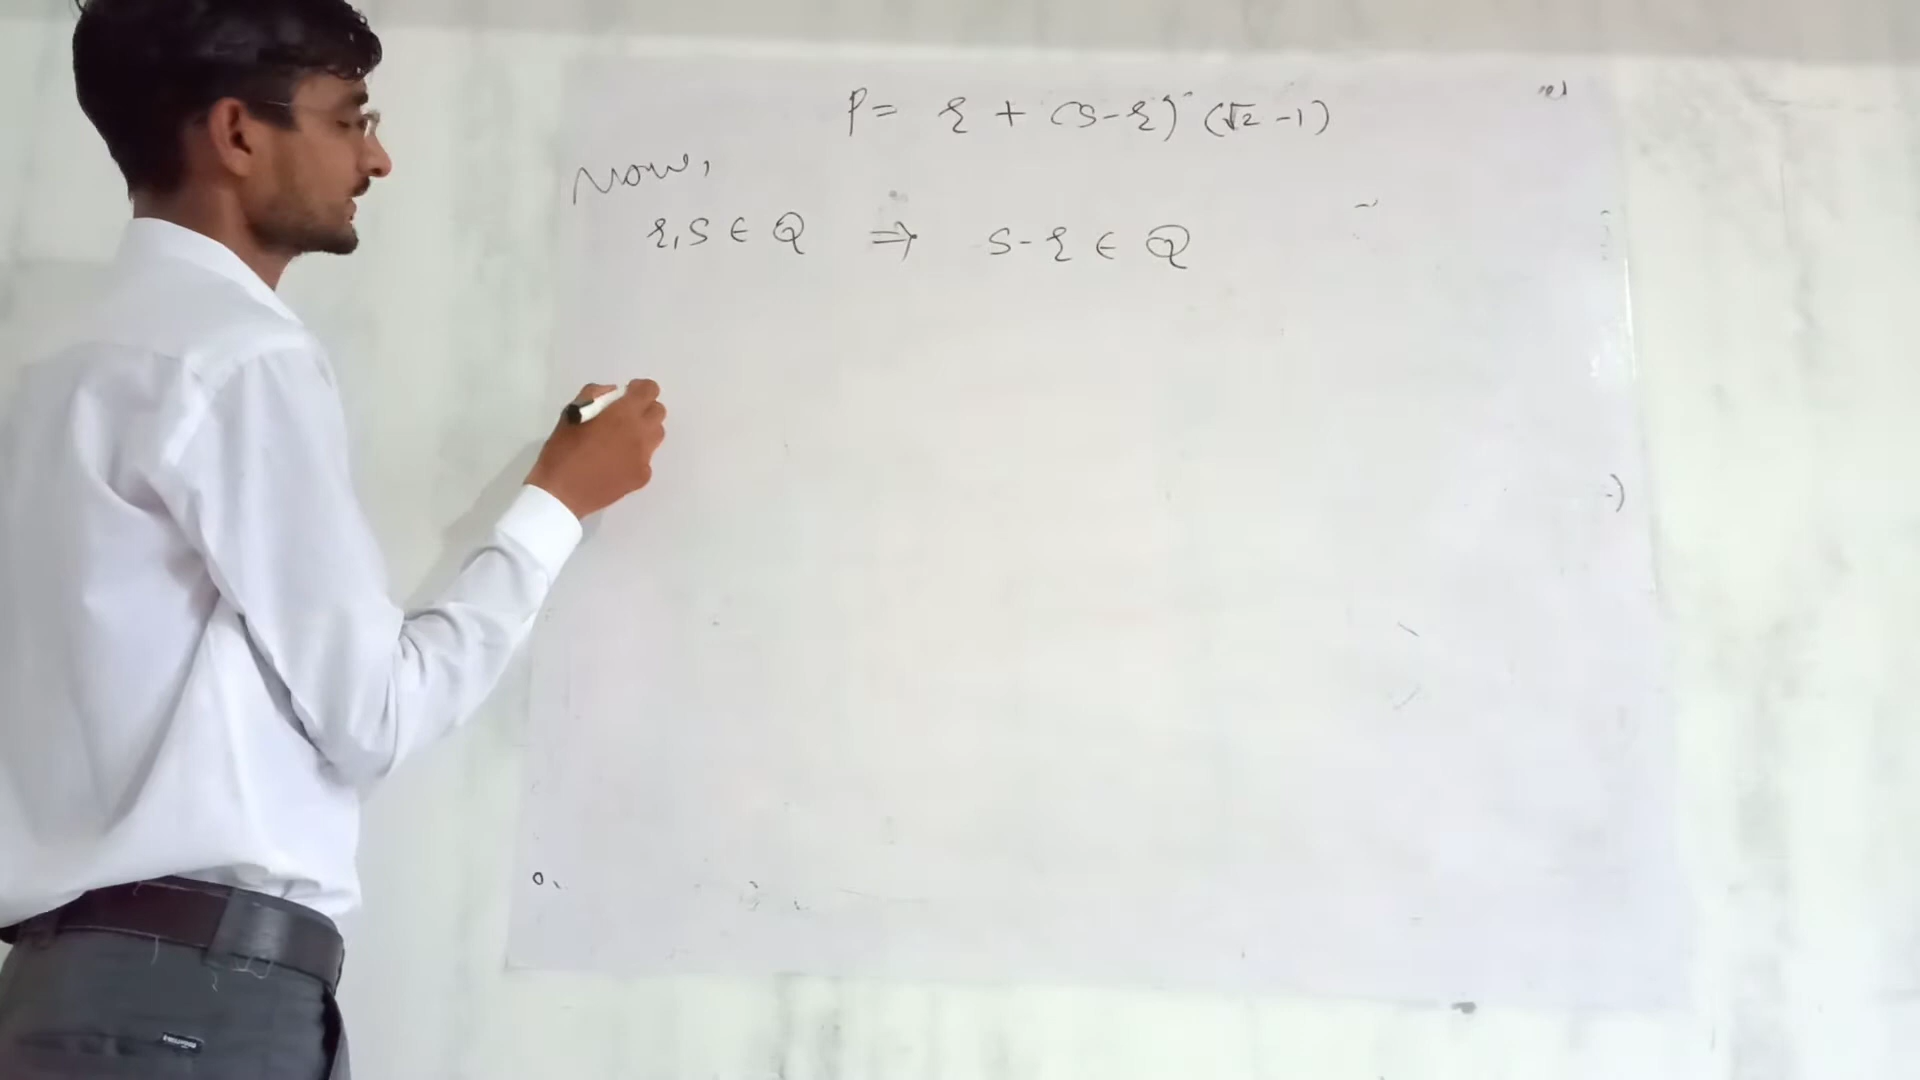 P = r + (s-r) (√2 -1)
Now,
r, s ∈ Q ⇒ s-r ∈ Q